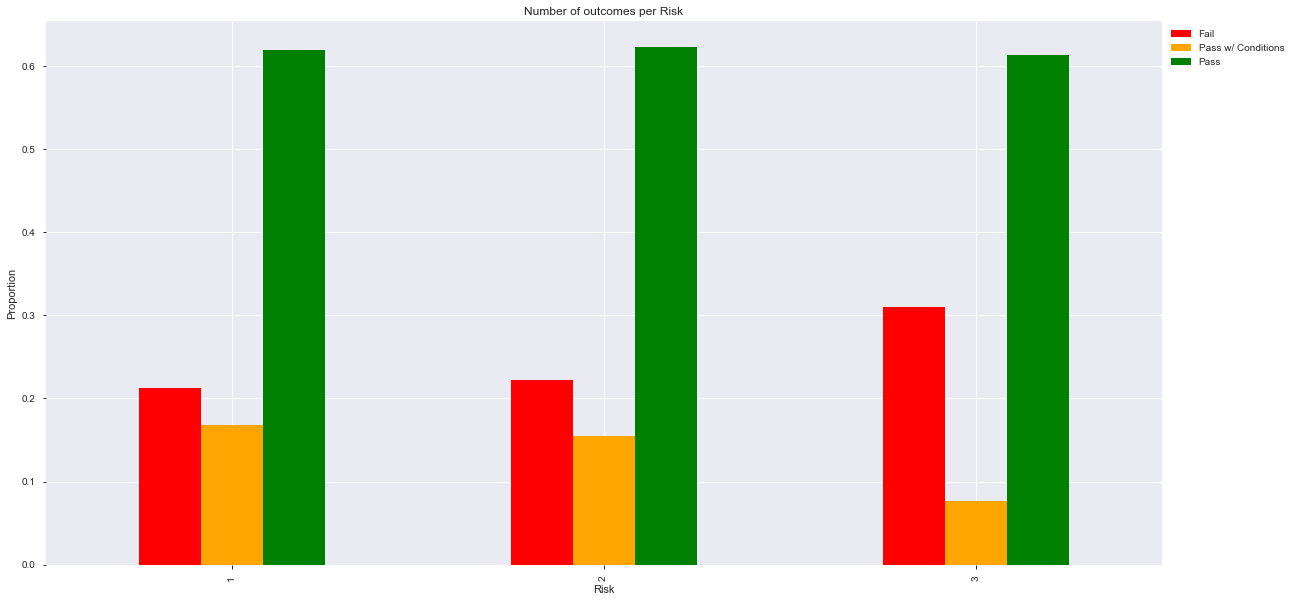 Number of outcomes per Risk
Fail
Pass w/ Conditions
Pass
0.6
0.5
0.4
0.3
0.2
0.1
0.0
Proportion
1
2
3
Risk